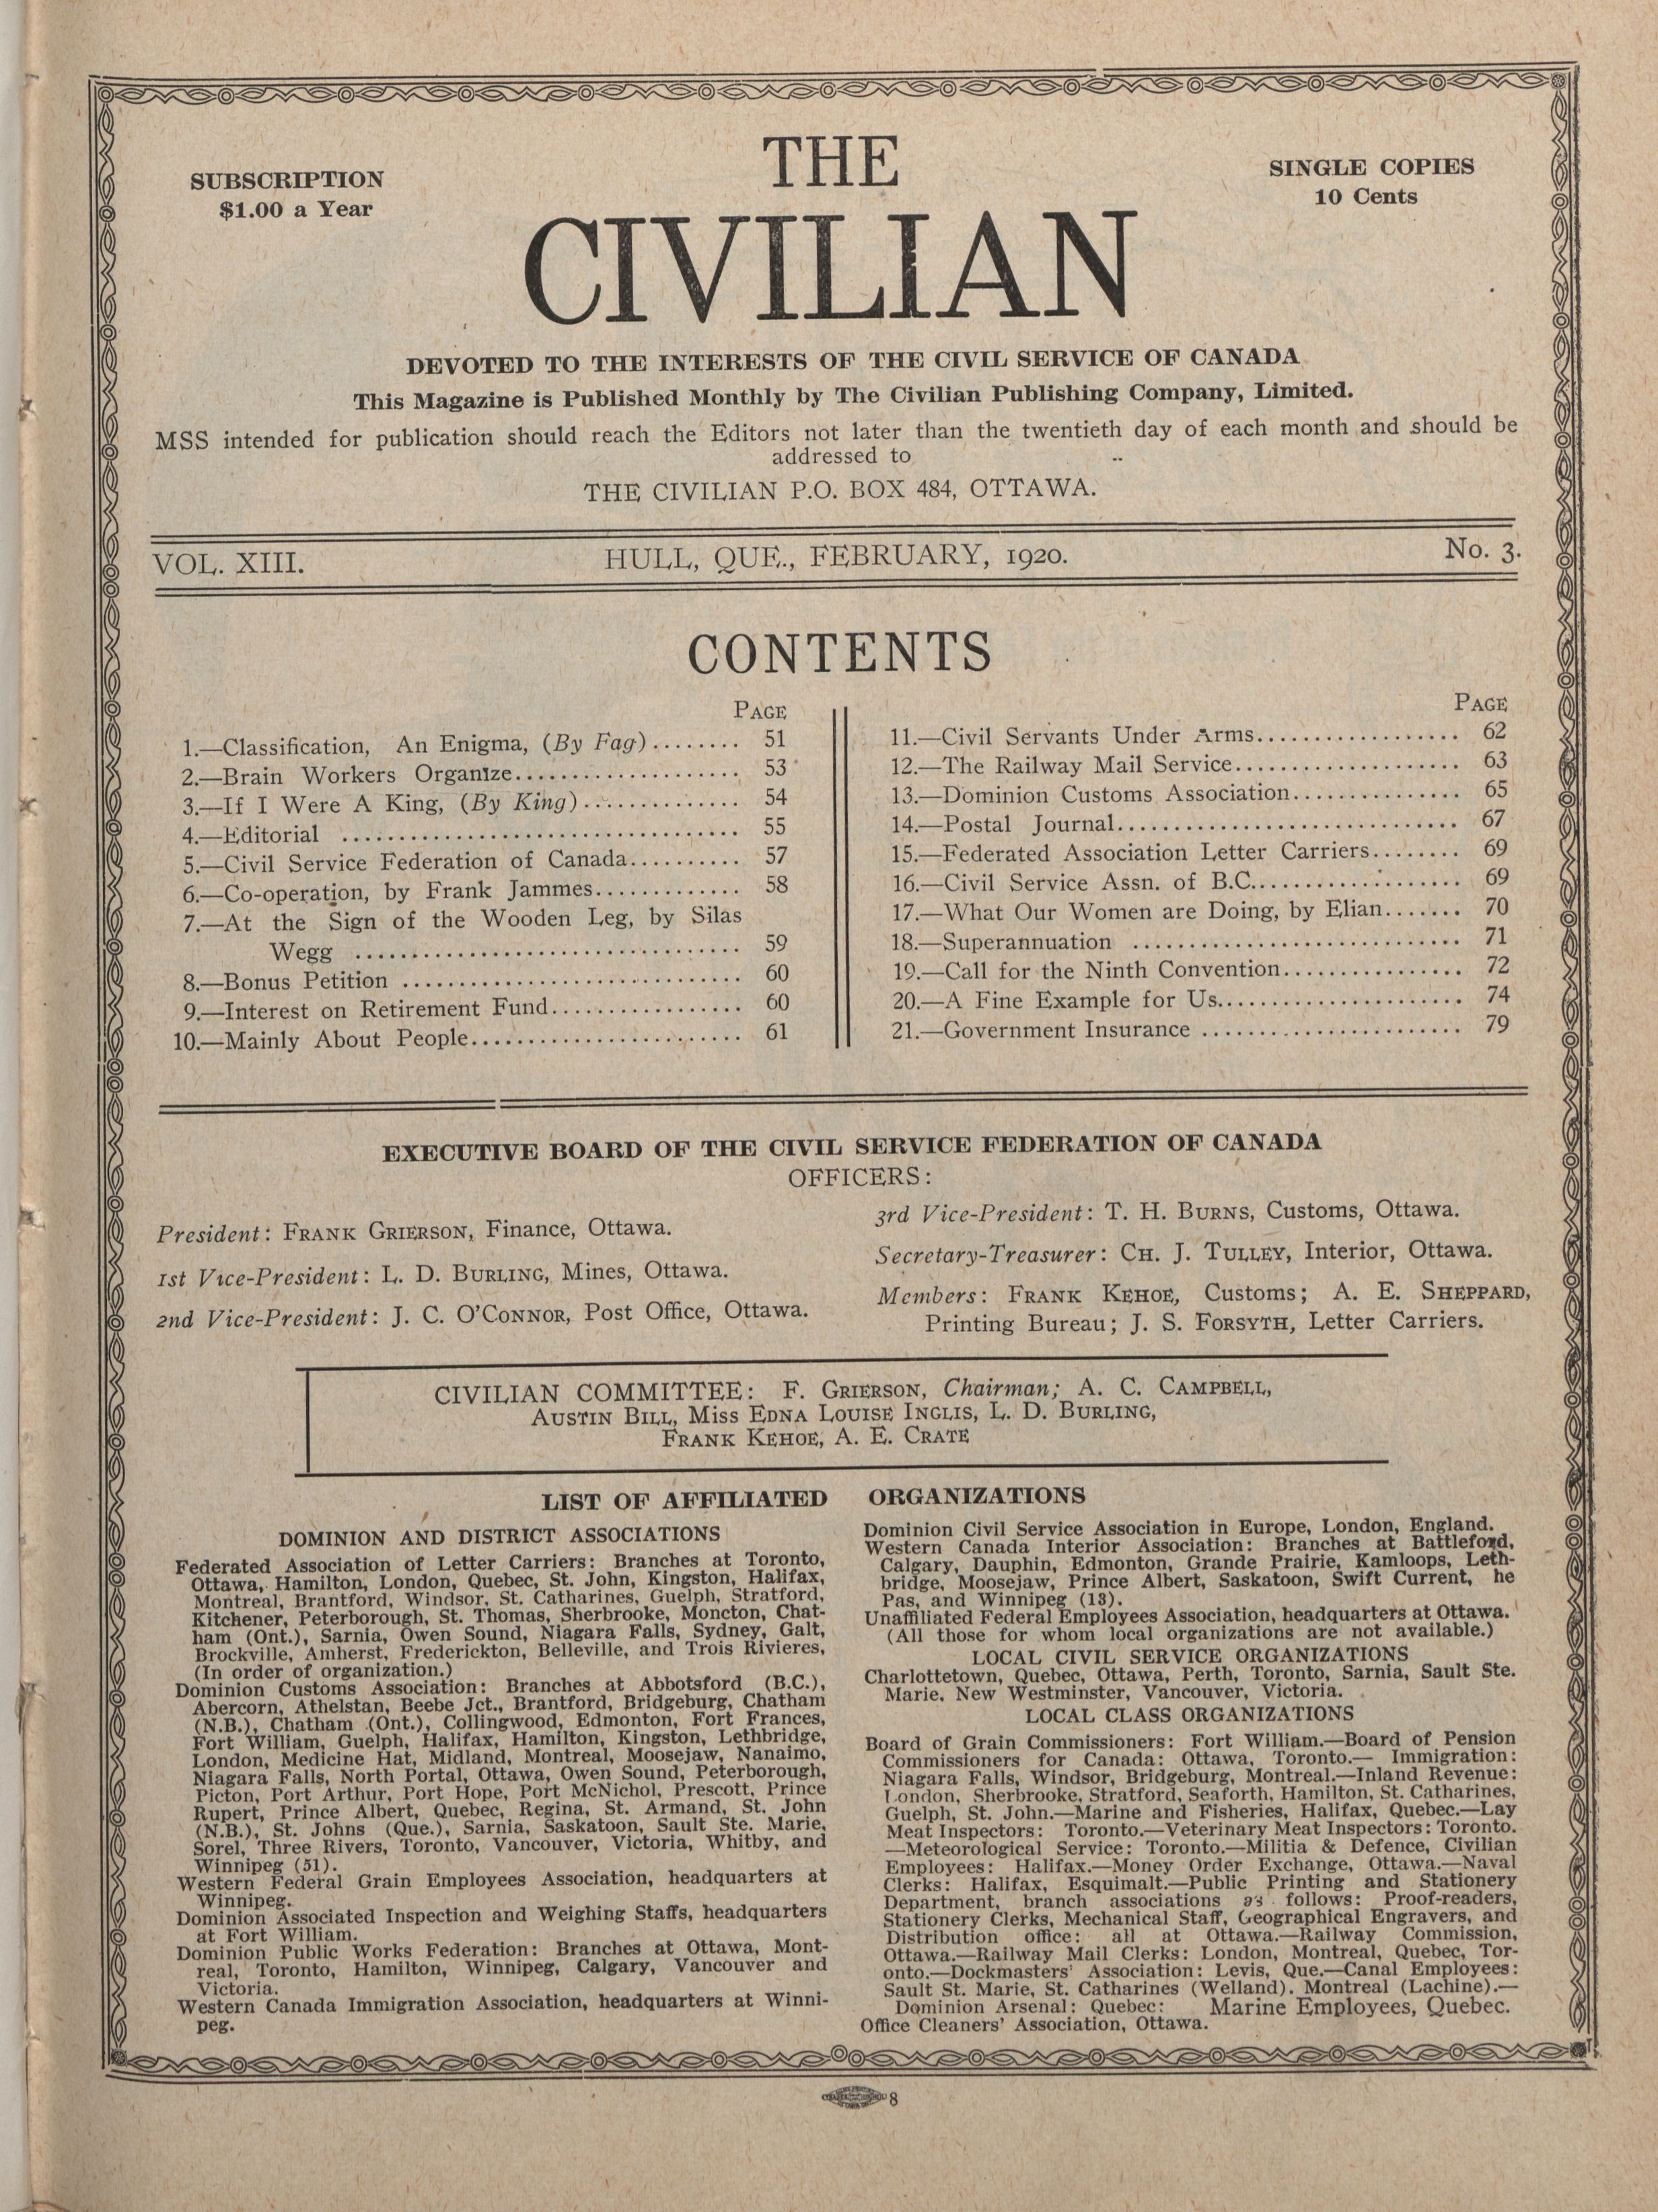 SUBSCRIPTION
$1.00 a Year
THE
CIVILIAN
SINGLE COPIES
10 Cents
DEVOTED TO THE INTERESTS OF THE CIVIL SERVICE OF CANADA
This Magazine is Published Monthly by The Civilian Publishing Company, Limited.
MSS intended for publication should reach the Editors not later than the twentieth day of each month and should be
addressed to
THE CIVILIAN P.O. BOX 484, OTTAWA.
VOL. XIII. HULL, QUE., FEBRUARY, 1920. No. 3.
CONTENTS
PAGE
1.—Classification, An Enigma, (By Fag)........ 51
2.—Brain Workers Organize.................... 53
3.—If I Were A King, (By King).............. 54
4.—Editorial ................................... 55
5.—Civil Service Federation of Canada.......... 57
6.—Co-operation, by Frank Jammes............. 58
7.—At the Sign of the Wooden Leg, by Silas
Wegg .................................. 59
8.—Bonus Petition .............................. 60
9.—Interest on Retirement Fund................. 60
10.—Mainly About People........................ 61
PAGE
11.—Civil Servants Under Arms.................. 62
12.—The Railway Mail Service.................... 63
13.—Dominion Customs Association............... 65
14.—Postal Journal.............................. 67
15.—Federated Association Letter Carriers........ 69
16.—Civil Service Assn. of B.C................... 69
17.—What Our Women are Doing, by Elian....... 70
18.—Superannuation ............................. 71
19.—Call for the Ninth Convention................ 72
20.—A Fine Example for Us...................... 74
21.—Government Insurance ....................... 79
EXECUTIVE BOARD OF THE CIVIL SERVICE FEDERATION OF CANADA
OFFICERS:
President: FRANK GRIERSON, Finance, Ottawa.
1st Vice-President: L. D. BURLING, Mines, Ottawa.
2nd Vice-President: J. C. O'CONNOR, Post Office, Ottawa.
3rd Vice-President: T. H. BURNS, Customs, Ottawa.
Secretary-Treasurer: CH. J. TULLEY, Interior, Ottawa.
Members: FRANK KEHOE, Customs; A. E. SHEPPARD,
Printing Bureau; J. S. FORSYTH, Letter Carriers.
CIVILIAN COMMITTEE: F. GRIERSON, Chairman; A. C. CAMPBELL,
AUSTIN BILL, MISS EDNA LOUISE INGLIS, L. D. BURLING,
FRANK KEHOE, A. E. CRATE
LIST OF AFFILIATED ORGANIZATIONS
DOMINION AND DISTRICT ASSOCIATIONS
Federated Association of Letter Carriers: Branches at Toronto,
Ottawa, Hamilton, London, Quebec, St. John, Kingston, Halifax,
Montreal, Brantford, Windsor, St. Catharines, Guelph, Stratford,
Kitchener, Peterborough, St. Thomas, Sherbrooke, Moncton, Chat-
ham (Ont.), Sarnia, Owen Sound, Niagara Falls, Sydney, Galt,
Brockville, Amherst, Frederickton, Belleville, and Trois Rivieres,
(In order of organization.)
Dominion Customs Association: Branches at Abbotsford (B.C.),
Abercorn, Athelstan, Beebe Jct., Brantford, Bridgeburg, Chatham
(N.B.), Chatham (Ont.), Collingwood, Edmonton, Fort Frances,
Fort William, Guelph, Halifax, Hamilton, Kingston, Lethbridge,
London, Medicine Hat, Midland, Montreal, Moosejaw, Nanaimo,
Niagara Falls, North Portal, Ottawa, Owen Sound, Peterborough,
Picton, Port Arthur, Port Hope, Port McNichol, Prescott, Prince
Rupert, Prince Albert, Quebec, Regina, St. Armand, St. John
(N.B.), St. Johns (Que.), Sarnia, Saskatoon, Sault Ste. Marie,
Sorel, Three Rivers, Toronto, Vancouver, Victoria, Whitby, and
Winnipeg (51).
Western Federal Grain Employees Association, headquarters at
Winnipeg.
Dominion Associated Inspection and Weighing Staffs, headquarters
at Fort William.
Dominion Public Works Federation: Branches at Ottawa, Mont-
real, Toronto, Hamilton, Winnipeg, Calgary, Vancouver and
Victoria.
Western Canada Immigration Association, headquarters at Winni-
peg.
Dominion Civil Service Association in Europe, London, England.
Western Canada Interior Association: Branches at Battleford,
Calgary, Dauphin, Edmonton, Grande Prairie, Kamloops, Leth-
bridge, Moosejaw, Prince Albert, Saskatoon, Swift Current, he
Pas, and Winnipeg (13).
Unaffiliated Federal Employees Association, headquarters at Ottawa.
(All those for whom local organizations are not available.)
LOCAL CIVIL SERVICE ORGANIZATIONS
Charlottetown, Quebec, Ottawa, Perth, Toronto, Sarnia, Sault Ste.
Marie, New Westminster, Vancouver, Victoria.
LOCAL CLASS ORGANIZATIONS
Board of Grain Commissioners: Fort William.—Board of Pension
Commissioners for Canada: Ottawa, Toronto.— Immigration:
Niagara Falls, Windsor, Bridgeburg, Montreal.—Inland Revenue:
London, Sherbrooke, Stratford, Seaforth, Hamilton, St. Catharines,
Guelph, St. John.—Marine and Fisheries, Halifax, Quebec.—Lay
Meat Inspectors: Toronto.—Veterinary Meat Inspectors: Toronto.
—Meteorological Service: Toronto.—Militia & Defence, Civilian
Employees: Halifax.—Money Order Exchange, Ottawa.—Naval
Clerks: Halifax, Esquimalt.—Public Printing and Stationery
Department, branch associations as follows: Proof-readers,
Stationery Clerks, Mechanical Staff, Geographical Engravers, and
Distribution office: all at Ottawa.—Railway Commission,
Ottawa.—Railway Mail Clerks: London, Montreal, Quebec, Tor-
onto.—Dockmasters' Association: Levis, Que.—Canal Employees:
Sault St. Marie, St. Catharines (Welland). Montreal (Lachine).—
Dominion Arsenal: Quebec: Marine Employees, Quebec.
Office Cleaners' Association, Ottawa.
8